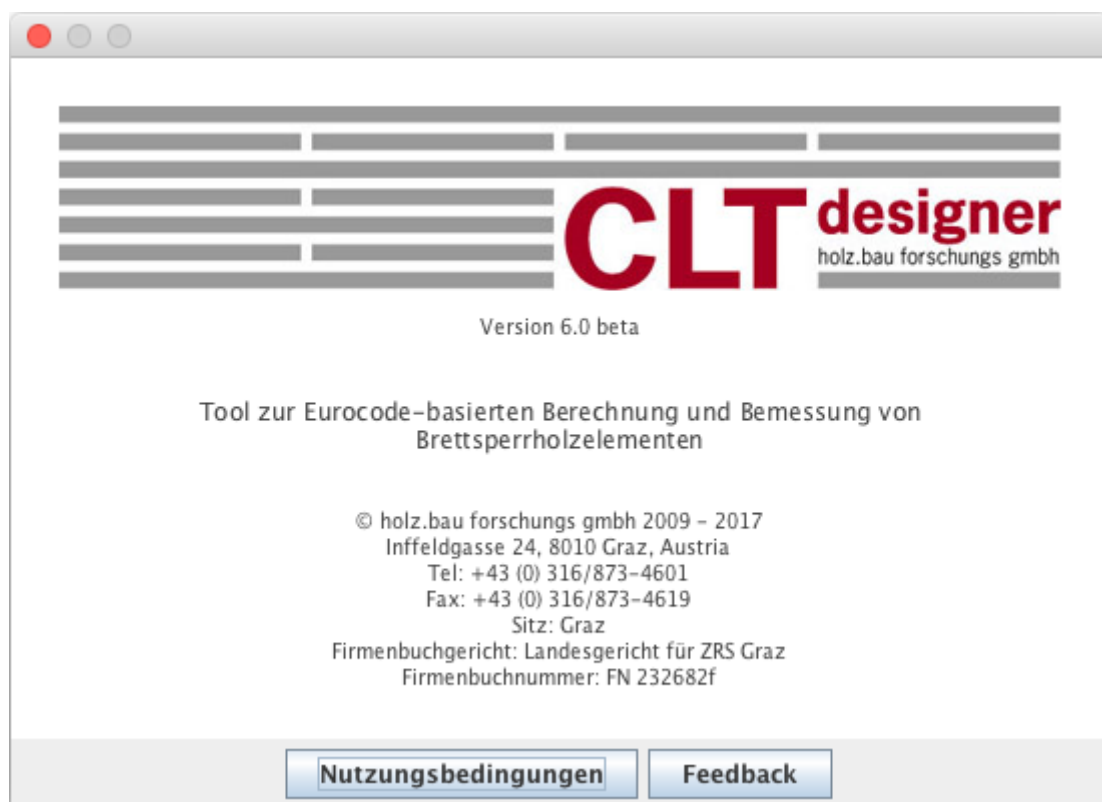 CLT designer
holz.bau forschungs gmbh
Version 6.0 beta
Tool zur Eurocode-basierten Berechnung und Bemessung von
Brettsperrholzelementen
© holz.bau forschungs gmbh 2009 - 2017
Inffeldgasse 24, 8010 Graz, Austria
Tel: +43 (0) 316/873-4601
Fax: +43 (0) 316/873-4619
Sitz: Graz
Firmenbuchgericht: Landesgericht für ZRS Graz
Firmenbuchnummer: FN 232682f
Nutzungsbedingungen Feedback